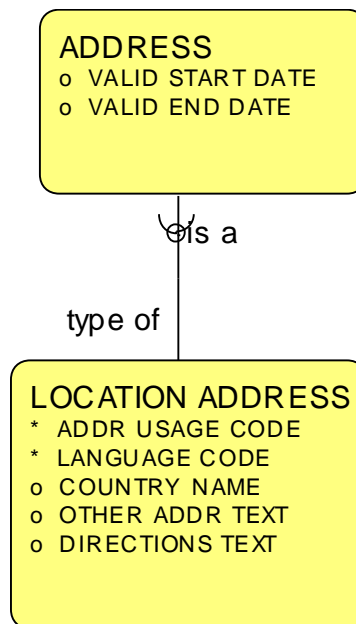 ADDRESS
o VALID START DATE
o VALID END DATE
is a
type of
LOCATION ADDRESS
* ADDR USAGE CODE
* LANGUAGE CODE
o COUNTRY NAME
o OTHER ADDR TEXT
o DIRECTIONS TEXT